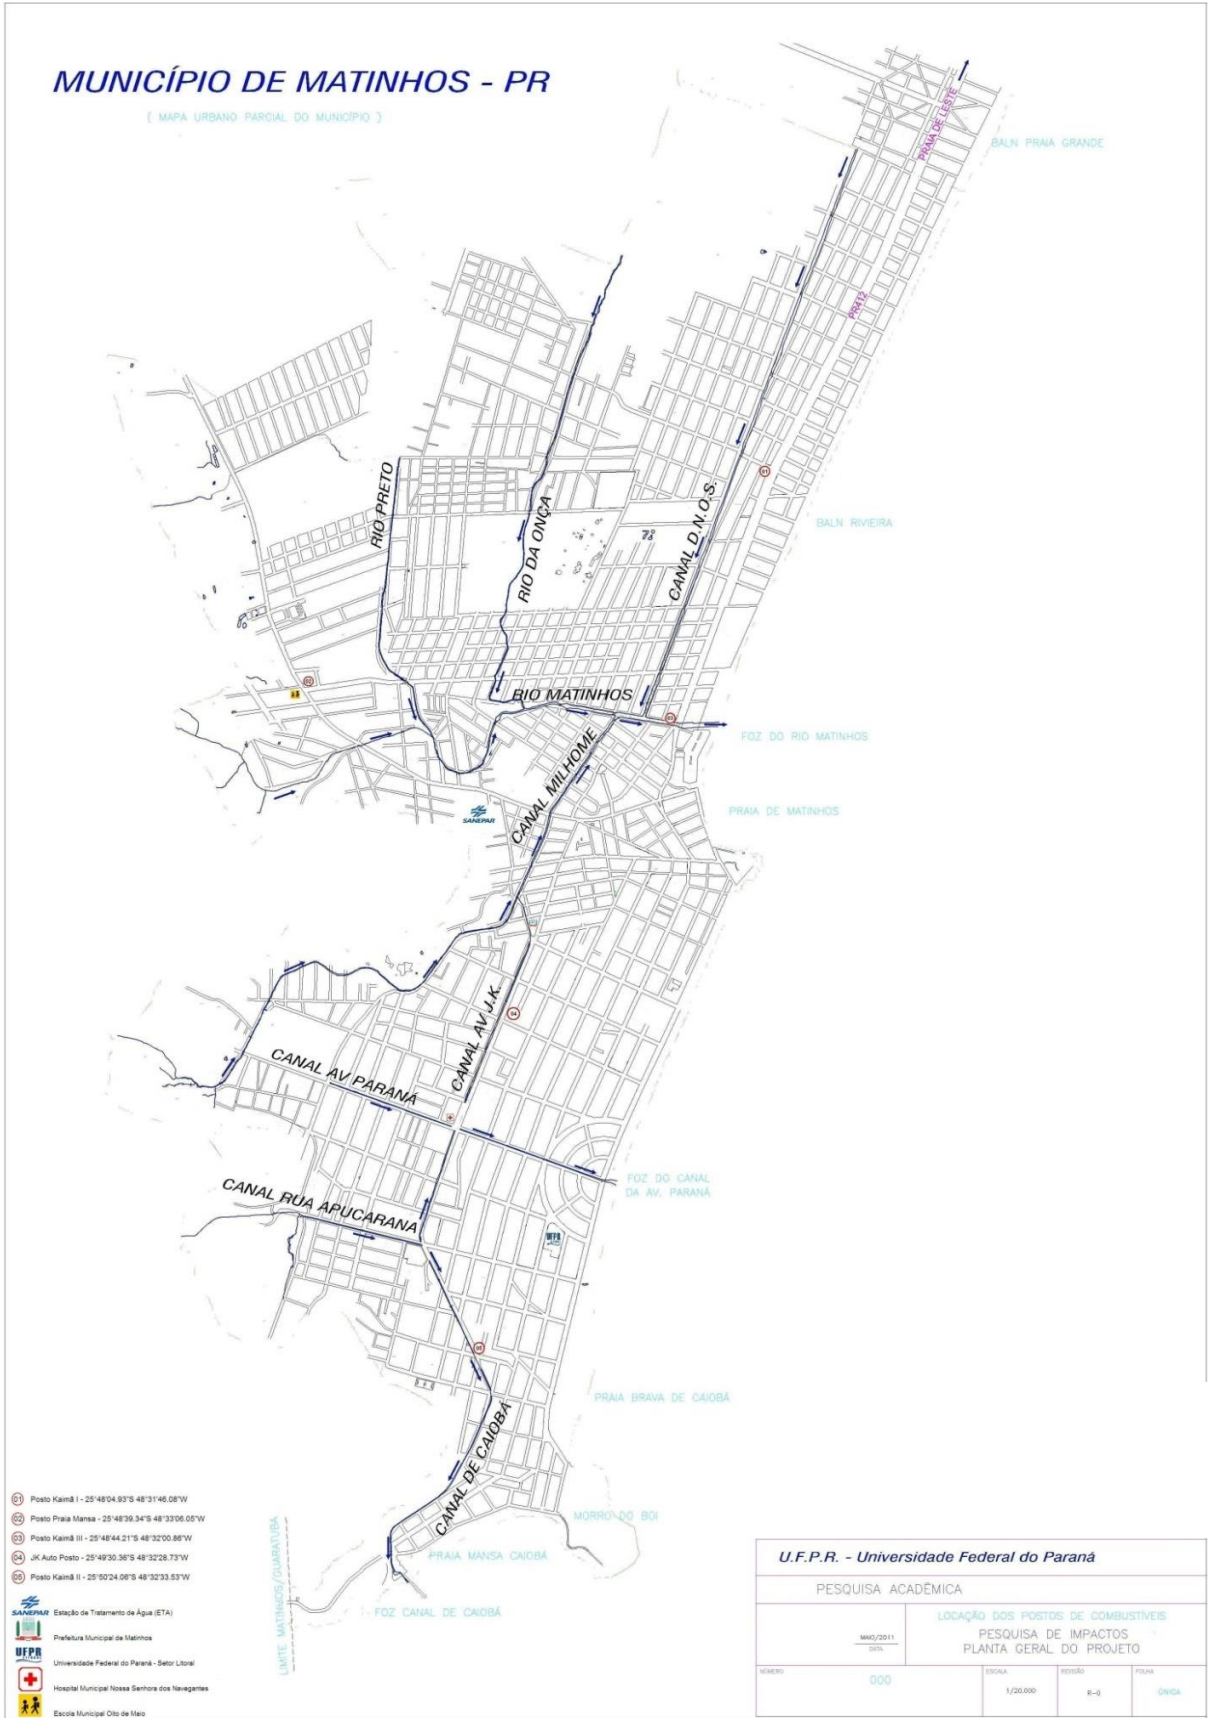 MUNICÍPIO DE MATINHOS - PR
( MAPA URBANO PARCIAL DO MUNICÍPIO )
PRAIA DE LESTE
BALN PRAIA GRANDE
PR412
RIO PRETO
RIO DA ONÇA
01
CANAL D.N.O.S.
BALN RIVIEIRA
02
RIO MATINHOS
03
FOZ DO RIO MATINHOS
CANAL MILHOME
SANEPAR
PRAIA DE MATINHOS
CANAL AV J.K.
04
CANAL AV PARANÁ
FOZ DO CANAL
DA AV. PARANÁ
CANAL RUA APUCARANA
UFPR
05
PRAIA BRAVA DE CAIOBÁ
CANAL DE CAIOBÁ
MORRO DO BOI
PRAIA MANSA CAIOBÁ
FOZ CANAL DE CAIOBÁ
LIMITE MATINHOS/GUARATUBA
01 Posto Kaimã I - 25°48'04.93"S 48°31'46.08"W
02 Posto Praia Mansa - 25°48'39.34"S 48°33'06.05"W
03 Posto Kaimã III - 25°48'44.21"S 48°32'00.86"W
04 JK Auto Posto - 25°49'30.36"S 48°32'28.73"W
05 Posto Kaimã II - 25°50'24.06"S 48°32'33.53"W
SANEPAR Estação de Tratamento de Água (ETA)
Prefeitura Municipal de Matinhos
UFPR Universidade Federal do Paraná - Setor Litoral
Hospital Municipal Nossa Senhora dos Navegantes
Escola Municipal Oito de Maio
U.F.P.R. - Universidade Federal do Paraná
PESQUISA ACADÊMICA
MAIO/2011
DATA
LOCAÇÃO DOS POSTOS DE COMBUSTÍVEIS
PESQUISA DE IMPACTOS
PLANTA GERAL DO PROJETO
NÚMERO
000
ESCALA
1/20.000
REVISÃO
R-0
FOLHA
ÚNICA